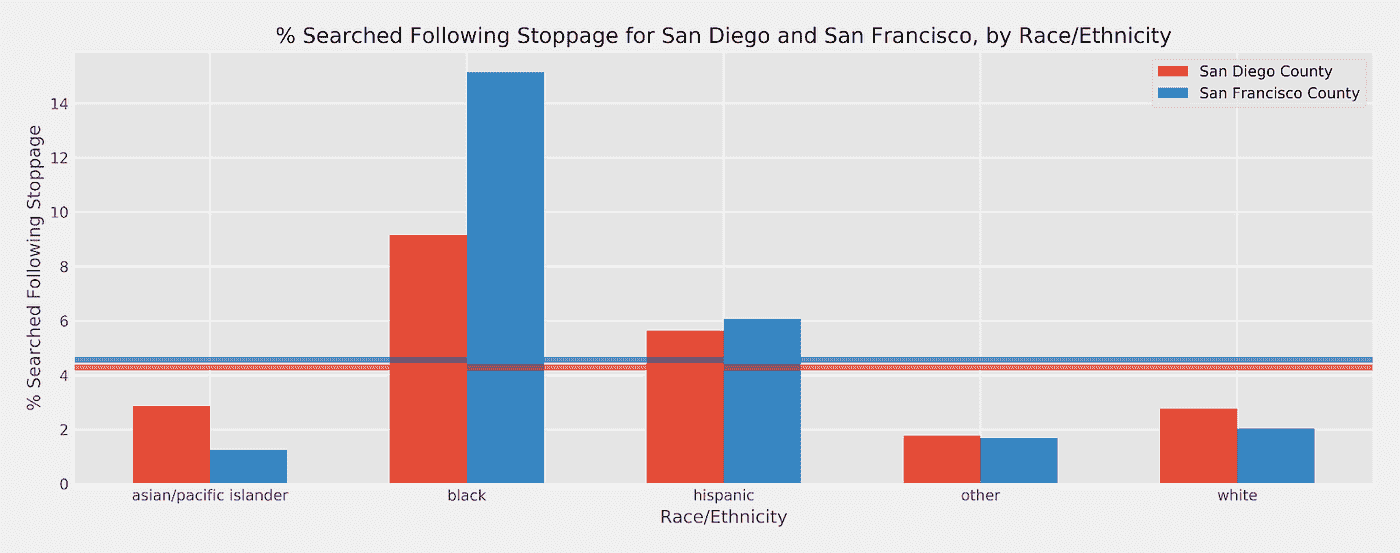 % Searched Following Stoppage for San Diego and San Francisco, by Race/Ethnicity
San Diego County
San Francisco County
% Searched Following Stoppage
14
12
10
8
6
4
2
0
asian/pacific islander
black
hispanic
other
white
Race/Ethnicity